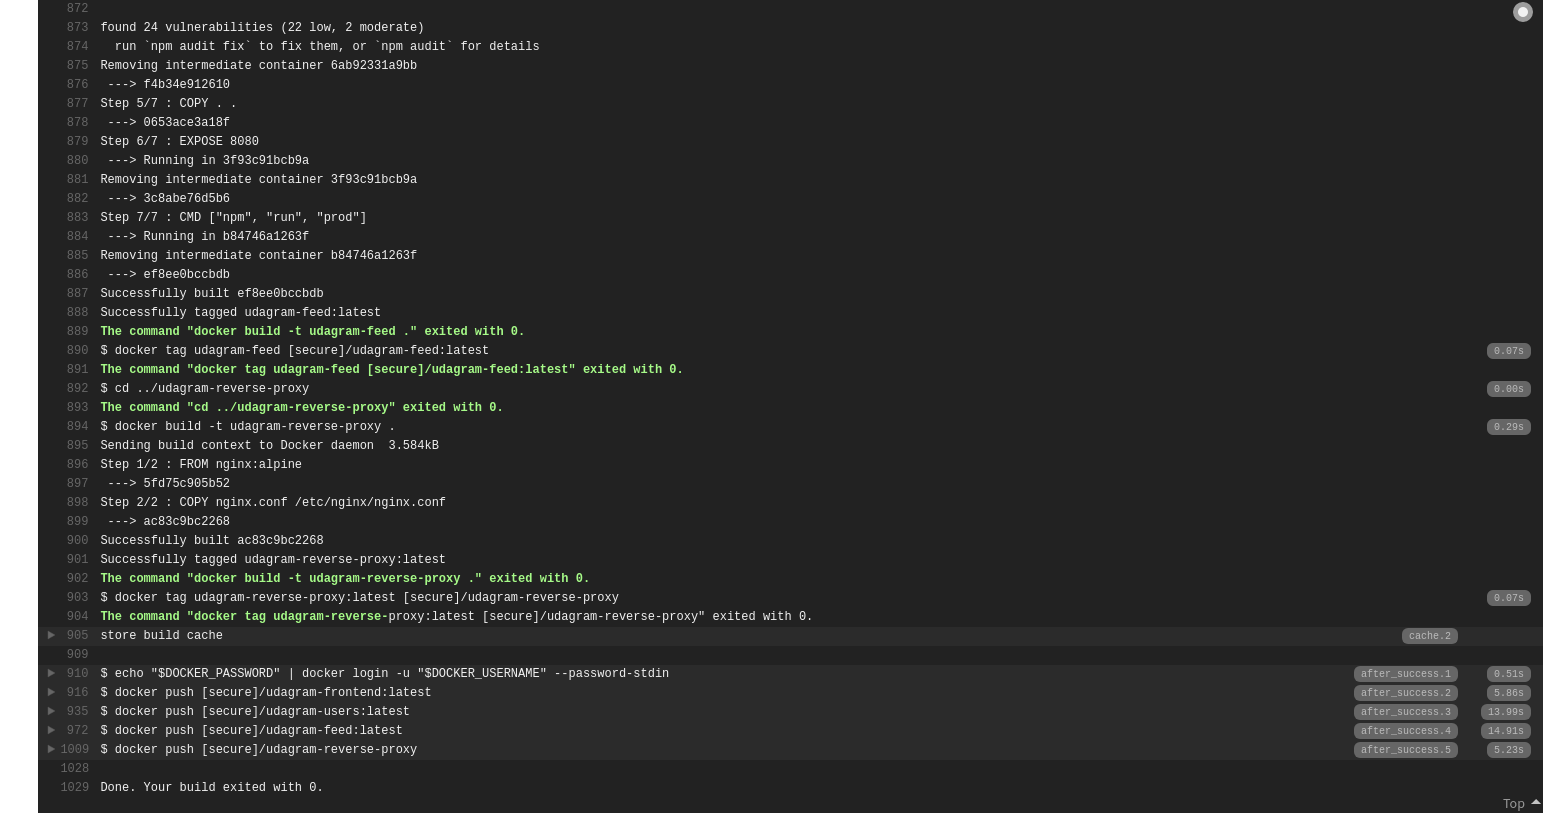 872
873 found 24 vulnerabilities (22 low, 2 moderate)
874   run `npm audit fix` to fix them, or `npm audit` for details
875 Removing intermediate container 6ab92331a9bb
876  ---> f4b34e912610
877 Step 5/7 : COPY . .
878  ---> 0653ace3a18f
879 Step 6/7 : EXPOSE 8080
880  ---> Running in 3f93c91bcb9a
881 Removing intermediate container 3f93c91bcb9a
882  ---> 3c8abe76d5b6
883 Step 7/7 : CMD ["npm", "run", "prod"]
884  ---> Running in b84746a1263f
885 Removing intermediate container b84746a1263f
886  ---> ef8ee0bccbdb
887 Successfully built ef8ee0bccbdb
888 Successfully tagged udagram-feed:latest
889 The command "docker build -t udagram-feed ." exited with 0.
890 $ docker tag udagram-feed [secure]/udagram-feed:latest 0.07s
891 The command "docker tag udagram-feed [secure]/udagram-feed:latest" exited with 0.
892 $ cd ../udagram-reverse-proxy 0.00s
893 The command "cd ../udagram-reverse-proxy" exited with 0.
894 $ docker build -t udagram-reverse-proxy . 0.29s
895 Sending build context to Docker daemon  3.584kB
896 Step 1/2 : FROM nginx:alpine
897  ---> 5fd75c905b52
898 Step 2/2 : COPY nginx.conf /etc/nginx/nginx.conf
899  ---> ac83c9bc2268
900 Successfully built ac83c9bc2268
901 Successfully tagged udagram-reverse-proxy:latest
902 The command "docker build -t udagram-reverse-proxy ." exited with 0.
903 $ docker tag udagram-reverse-proxy:latest [secure]/udagram-reverse-proxy 0.07s
904 The command "docker tag udagram-reverse-proxy:latest [secure]/udagram-reverse-proxy" exited with 0.
905 store build cache cache.2
909
910 $ echo "$DOCKER_PASSWORD" | docker login -u "$DOCKER_USERNAME" --password-stdin after_success.1 0.51s
916 $ docker push [secure]/udagram-frontend:latest after_success.2 5.86s
935 $ docker push [secure]/udagram-users:latest after_success.3 13.99s
972 $ docker push [secure]/udagram-feed:latest after_success.4 14.91s
1009 $ docker push [secure]/udagram-reverse-proxy after_success.5 5.23s
1028
1029 Done. Your build exited with 0.
Top